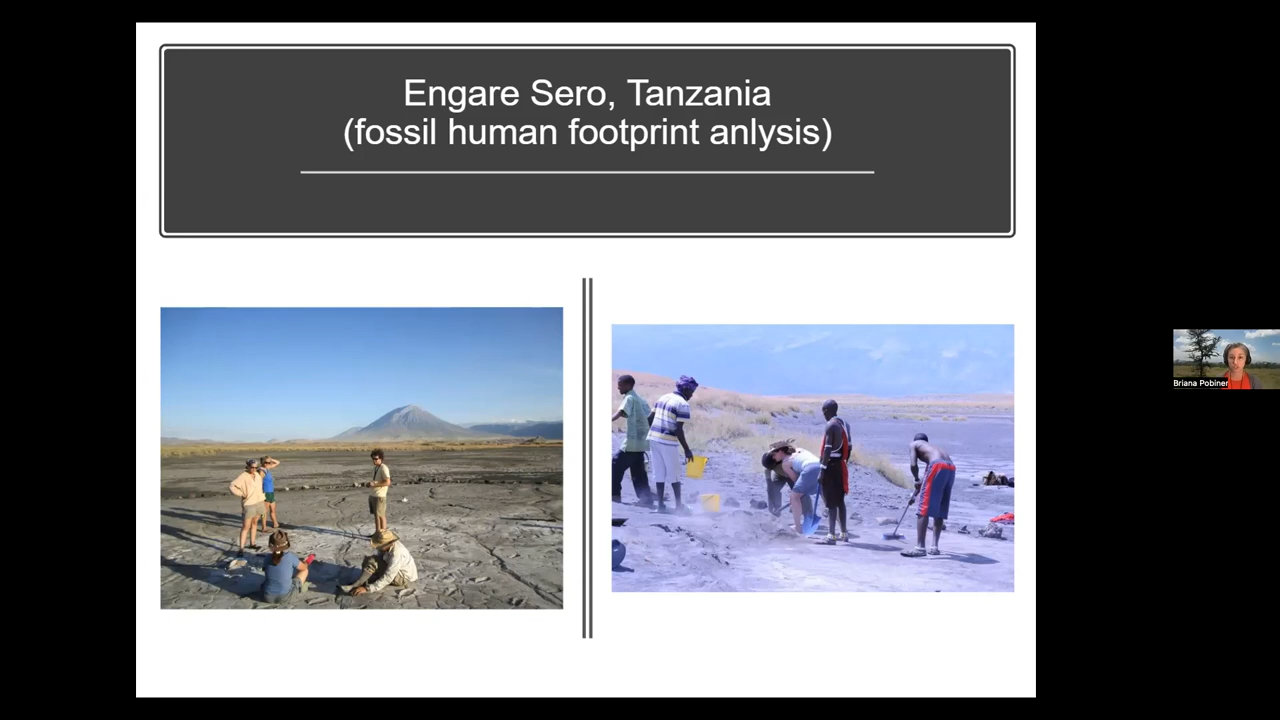 Engare Sero, Tanzania
(fossil human footprint anlysis)
Briana Pobiner